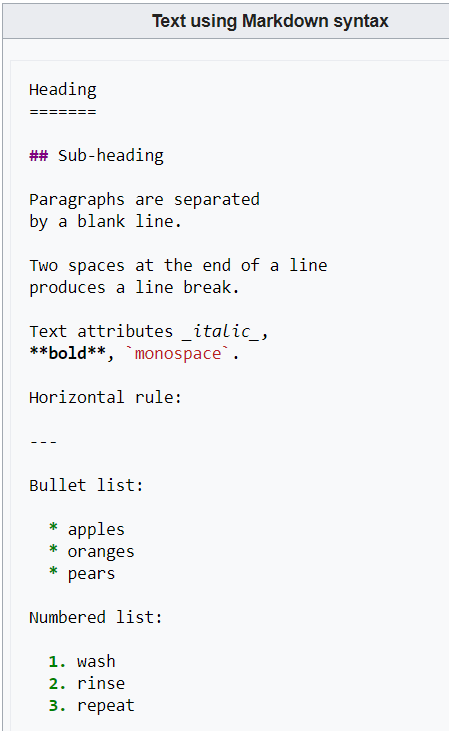 Text using Markdown syntax
Heading
=======
## Sub-heading
Paragraphs are separated
by a blank line.
Two spaces at the end of a line
produces a line break.
Text attributes _italic_,
**bold**, `monospace`.
Horizontal rule:
---
Bullet list:
* apples
* oranges
* pears
Numbered list:
1. wash
2. rinse
3. repeat